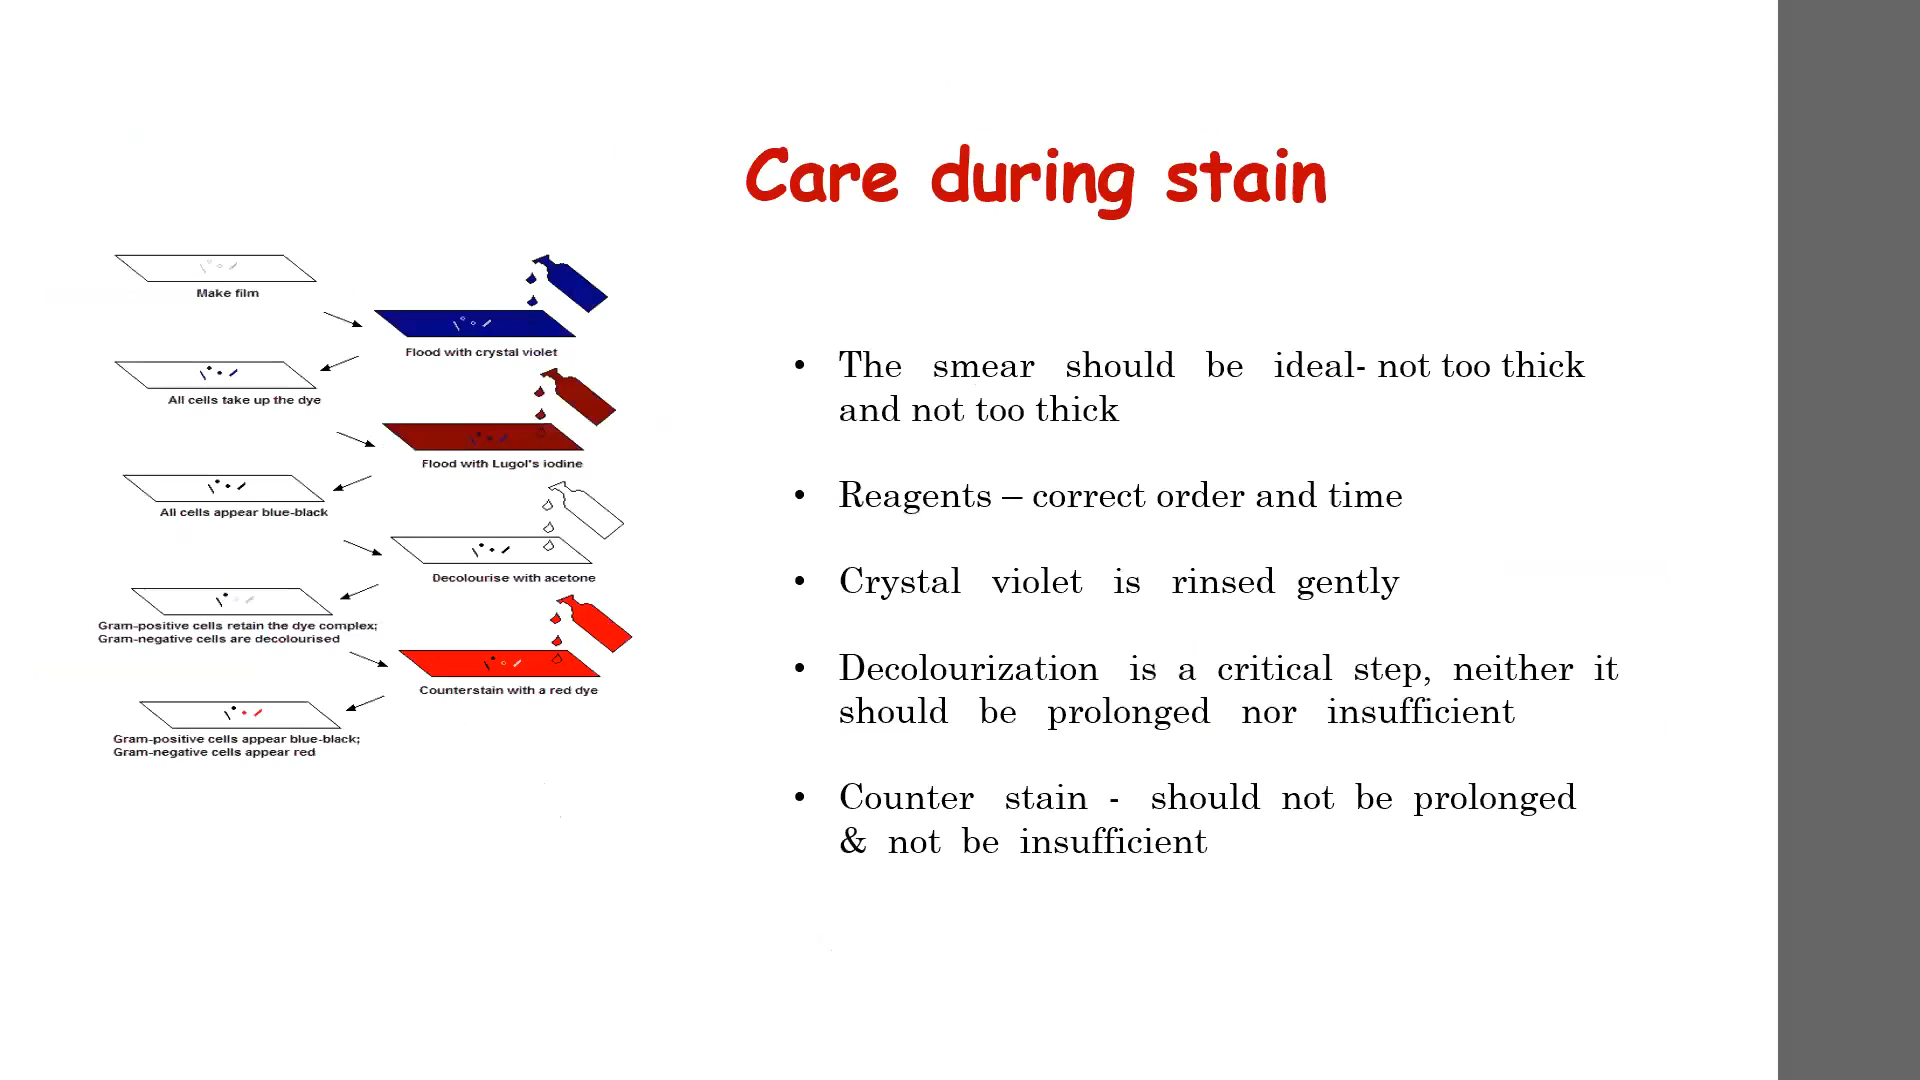 Care during stain
Make film
Flood with crystal violet
All cells take up the dye
Flood with Lugol's iodine
All cells appear blue-black
Decolourise with acetone
Gram-positive cells retain the dye complex;
Gram-negative cells are decolourised
Counterstain with a red dye
Gram-positive cells appear blue-black;
Gram-negative cells appear red
• The smear should be ideal- not too thick
and not too thick
• Reagents – correct order and time
• Crystal violet is rinsed gently
• Decolourization is a critical step, neither it
should be prolonged nor insufficient
• Counter stain - should not be prolonged
& not be insufficient